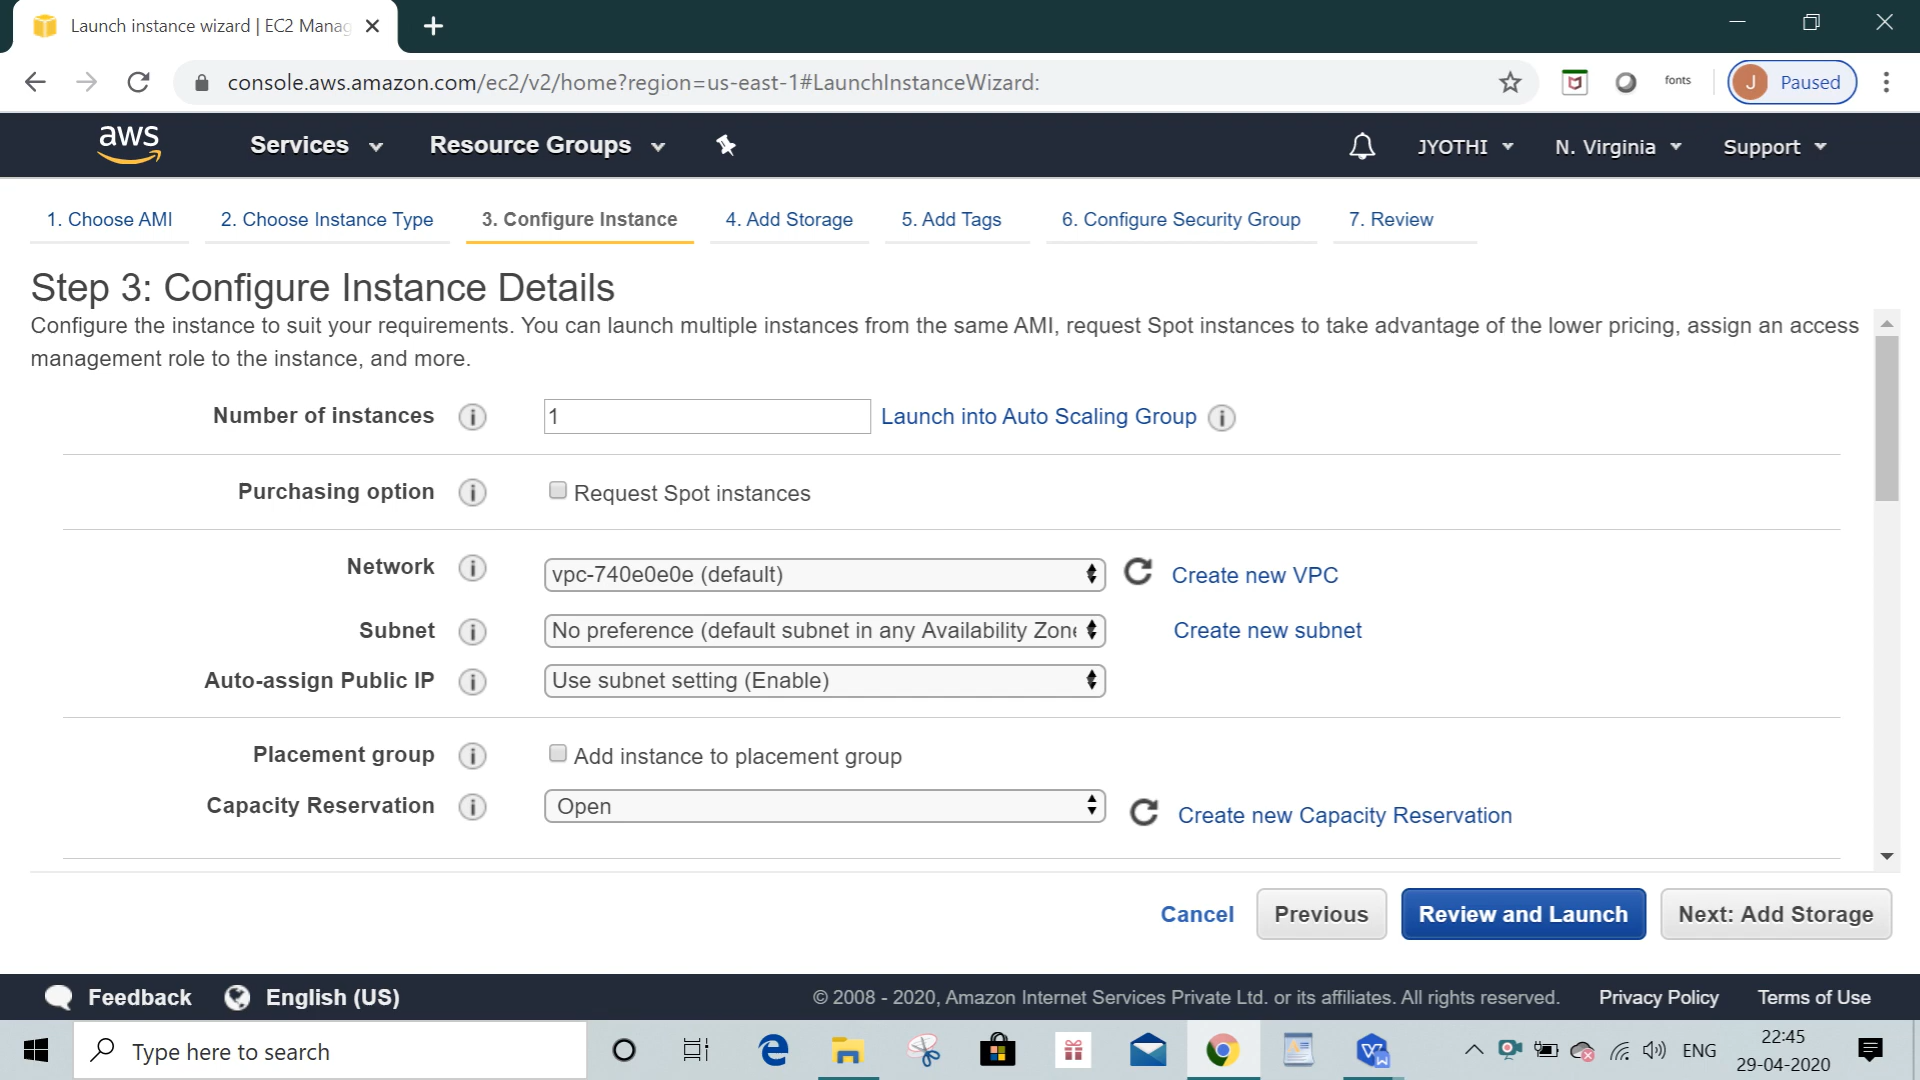 Launch instance wizard | EC2 Manag
console.aws.amazon.com/ec2/v2/home?region=us-east-1#LaunchInstanceWizard:
fonts
J Paused
aws Services Resource Groups JYOTHI N. Virginia Support
1. Choose AMI 2. Choose Instance Type 3. Configure Instance 4. Add Storage 5. Add Tags 6. Configure Security Group 7. Review
Step 3: Configure Instance Details
Configure the instance to suit your requirements. You can launch multiple instances from the same AMI, request Spot instances to take advantage of the lower pricing, assign an access
management role to the instance, and more.
Number of instances i 1 Launch into Auto Scaling Group i
Purchasing option i Request Spot instances
Network i vpc-740e0e0e (default) Create new VPC
Subnet i No preference (default subnet in any Availability Zone Create new subnet
Auto-assign Public IP i Use subnet setting (Enable)
Placement group i Add instance to placement group
Capacity Reservation i Open Create new Capacity Reservation
Cancel Previous Review and Launch Next: Add Storage
Feedback English (US) © 2008 - 2020, Amazon Internet Services Private Ltd. or its affiliates. All rights reserved. Privacy Policy Terms of Use
Type here to search ENG 22:45
29-04-2020